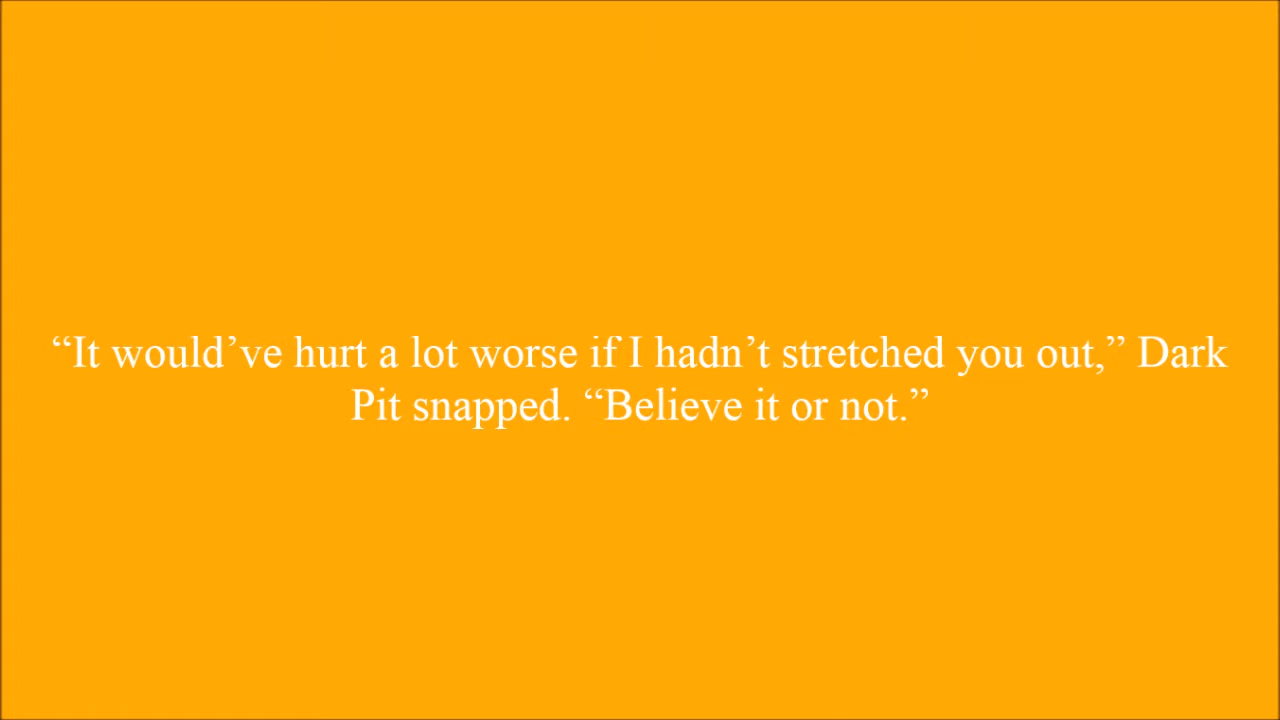 “It would’ve hurt a lot worse if I hadn’t stretched you out,” Dark
Pit snapped. “Believe it or not.”